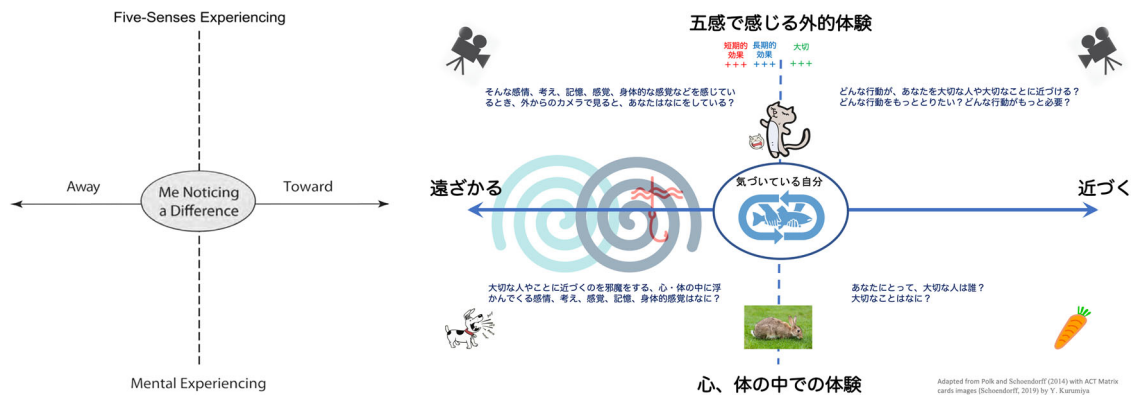 Five-Senses Experiencing
Away
Me Noticing
a Difference
Toward
Mental Experiencing
五感で感じる外的体験
短期的
効果
+++
長期的
効果
+++
大切
+++
そんな感情、考え、記憶、感覚、身体的な感覚などを感じてい
るとき、外からのカメラで見ると、あなたはなにをしている？
どんな行動が、あなたを大切な人や大切なことに近づける？
どんな行動をもっととりたい？どんな行動がもっと必要？
遠ざかる
気づいている自分
近づく
大切な人やことに近づくのを邪魔をする、心・体の中に浮
かんでくる感情、考え、感覚、記憶、身体的感覚はなに？
あなたにとって、大切な人は誰？
大切なことはなに？
心、体の中での体験
Adapted from Polk and Schoendorff (2014) with ACT Matrix
cards images (Schoendorff, 2019) by Y. Kurumiya